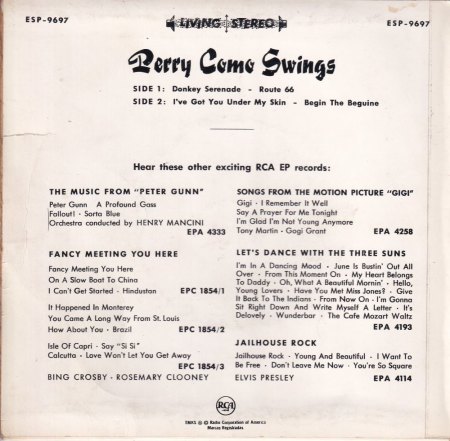 ESP-9697
LIVING STEREO
ESP-9697
Perry Como Swings
SIDE 1: Donkey Serenade - Route 66
SIDE 2: I've Got You Under My Skin - Begin The Beguine
Hear these other exciting RCA EP records:
THE MUSIC FROM "PETER GUNN"
Peter Gunn A Profound Gass
Fallout! · Sorta Blue
Orchestra conducted by HENRY MANCINI
EPA 4333
FANCY MEETING YOU HERE
Fancy Meeting You Here
On A Slow Boat To China
I Can't Get Started · Hindustan EPC 1854/1
It Happened In Monterey
You Came A Long Way From St. Louis
How About You · Brazil EPC 1854/2
Isle Of Capri · Say "Si Si"
Calcutta · Love Won't Let You Get Away
EPC 1854/3
BING CROSBY - ROSEMARY CLOONEY
SONGS FROM THE MOTION PICTURE "GIGI"
Gigi · I Remember It Well
Say A Prayer For Me Tonight
I'm Glad I'm Not Young Anymore
Tony Martin - Gogi Grant EPA 4258
LET'S DANCE WITH THE THREE SUNS
I'm In A Dancing Mood · June Is Bustin' Out All
Over · From This Moment On · My Heart Belongs
To Daddy · Oh, What A Beautiful Mornin' · Hello,
Young Lovers · Have You Met Miss Jones? · Give
It Back To The Indians · From Now On · I'm Gonna
Sit Right Down And Write Myself A Letter · It's
Delovely · Wunderbar · The Cafe Mozart Waltz
EPA 4193
JAILHOUSE ROCK
Jailhouse Rock · Young And Beautiful · I Want To
Be Free · Don't Leave Me Now · You're So Square
ELVIS PRESLEY EPA 4114
RCA
TMKS ® © Radio Corporation of America
Marcas Registradas